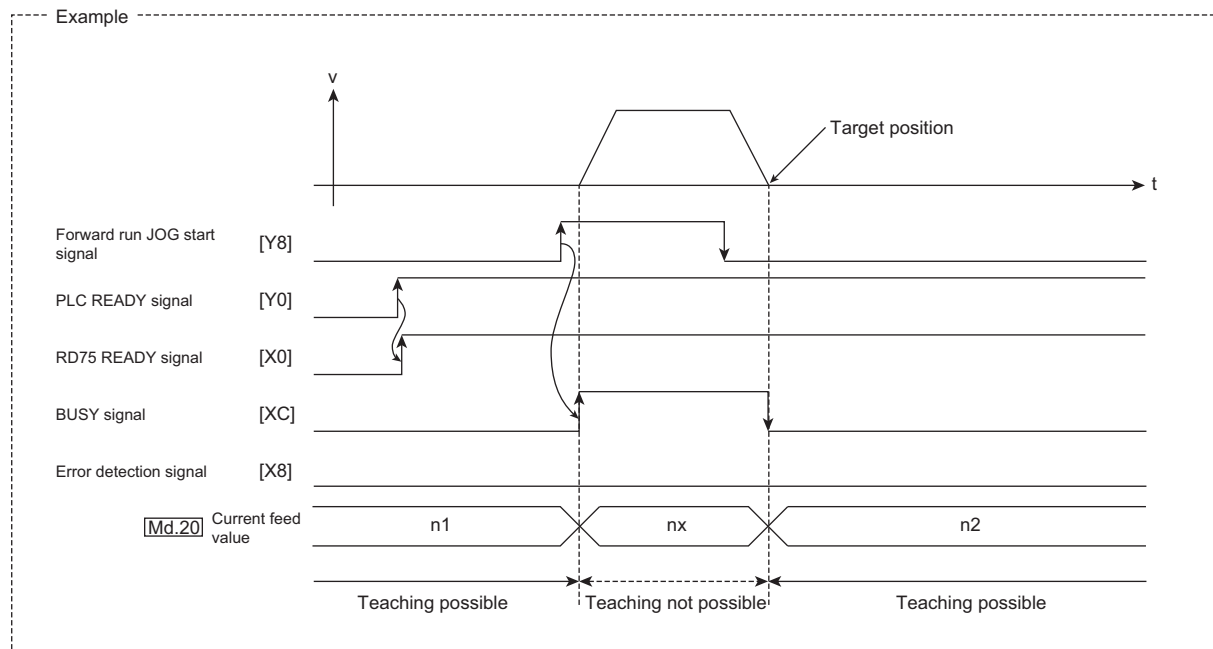 Example
v
Target position
t
Forward run JOG start
signal
[Y8]
PLC READY signal [Y0]
RD75 READY signal [X0]
BUSY signal [XC]
Error detection signal [X8]
Md.20 Current feed
value
n1 nx n2
Teaching possible Teaching not possible Teaching possible